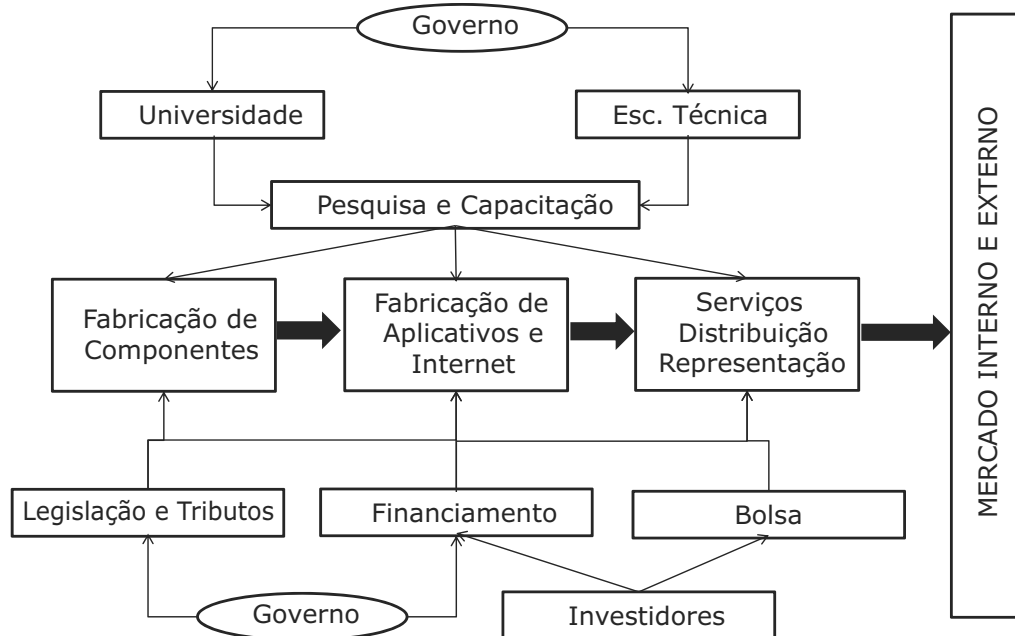 Governo
Universidade
Esc. Técnica
Pesquisa e Capacitação
Fabricação de
Componentes
Fabricação de
Aplicativos e
Internet
Serviços
Distribuição
Representação
MERCADO INTERNO E EXTERNO
Legislação e Tributos
Financiamento
Bolsa
Governo
Investidores